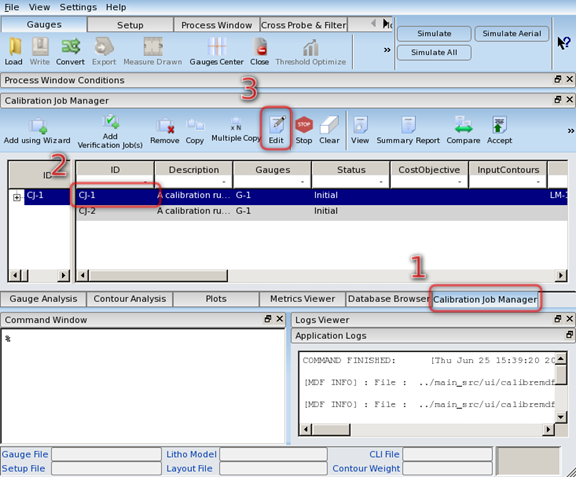 File View Settings Help
Gauges Setup Process Window Cross Probe & Filter
Load Write Convert Export Measure Drawn Gauges Center Close Threshold Optimize »
Simulate Simulate Aerial
Simulate All
Process Window Conditions
3
Calibration Job Manager
Add using Wizard Add Verification Job(s) Remove Copy Multiple Copy Edit Stop Clear View Summary Report Compare Accept »
x N
STOP
2
ID ID Description Gauges Status CostObjective InputContours
CJ-1 CJ-1 A calibration ru... G-1 Initial LM-
CJ-2 A calibration ru... G-1 Initial
1
Gauge Analysis Contour Analysis Plots Metrics Viewer Database Browser Calibration Job Manager
Command Window
%
Logs Viewer
Application Logs
COMMAND FINISHED: [Thu Jun 25 15:39:20 20
[MDF INFO] : File : ../main_src/ui/calibremdf
[MDF INFO] : File : ../main_src/ui/calibremdf
Gauge File Litho Model CLI File
Setup File Layout File Contour Weight